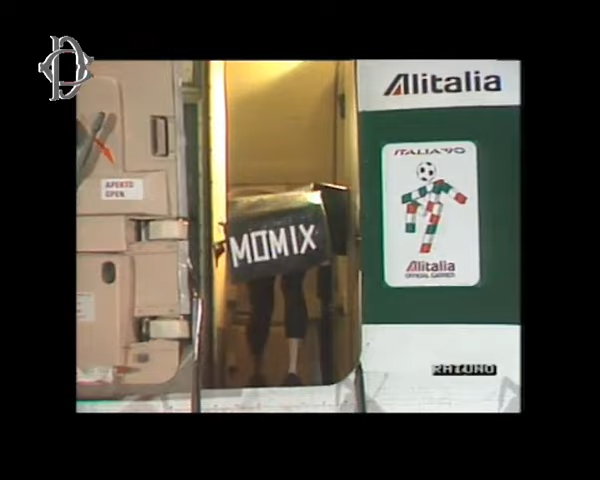 Alitalia
ITALIA'90
APERTO
OPEN
MOMIX
Alitalia
OFFICIAL CARRIER
RAIUNO